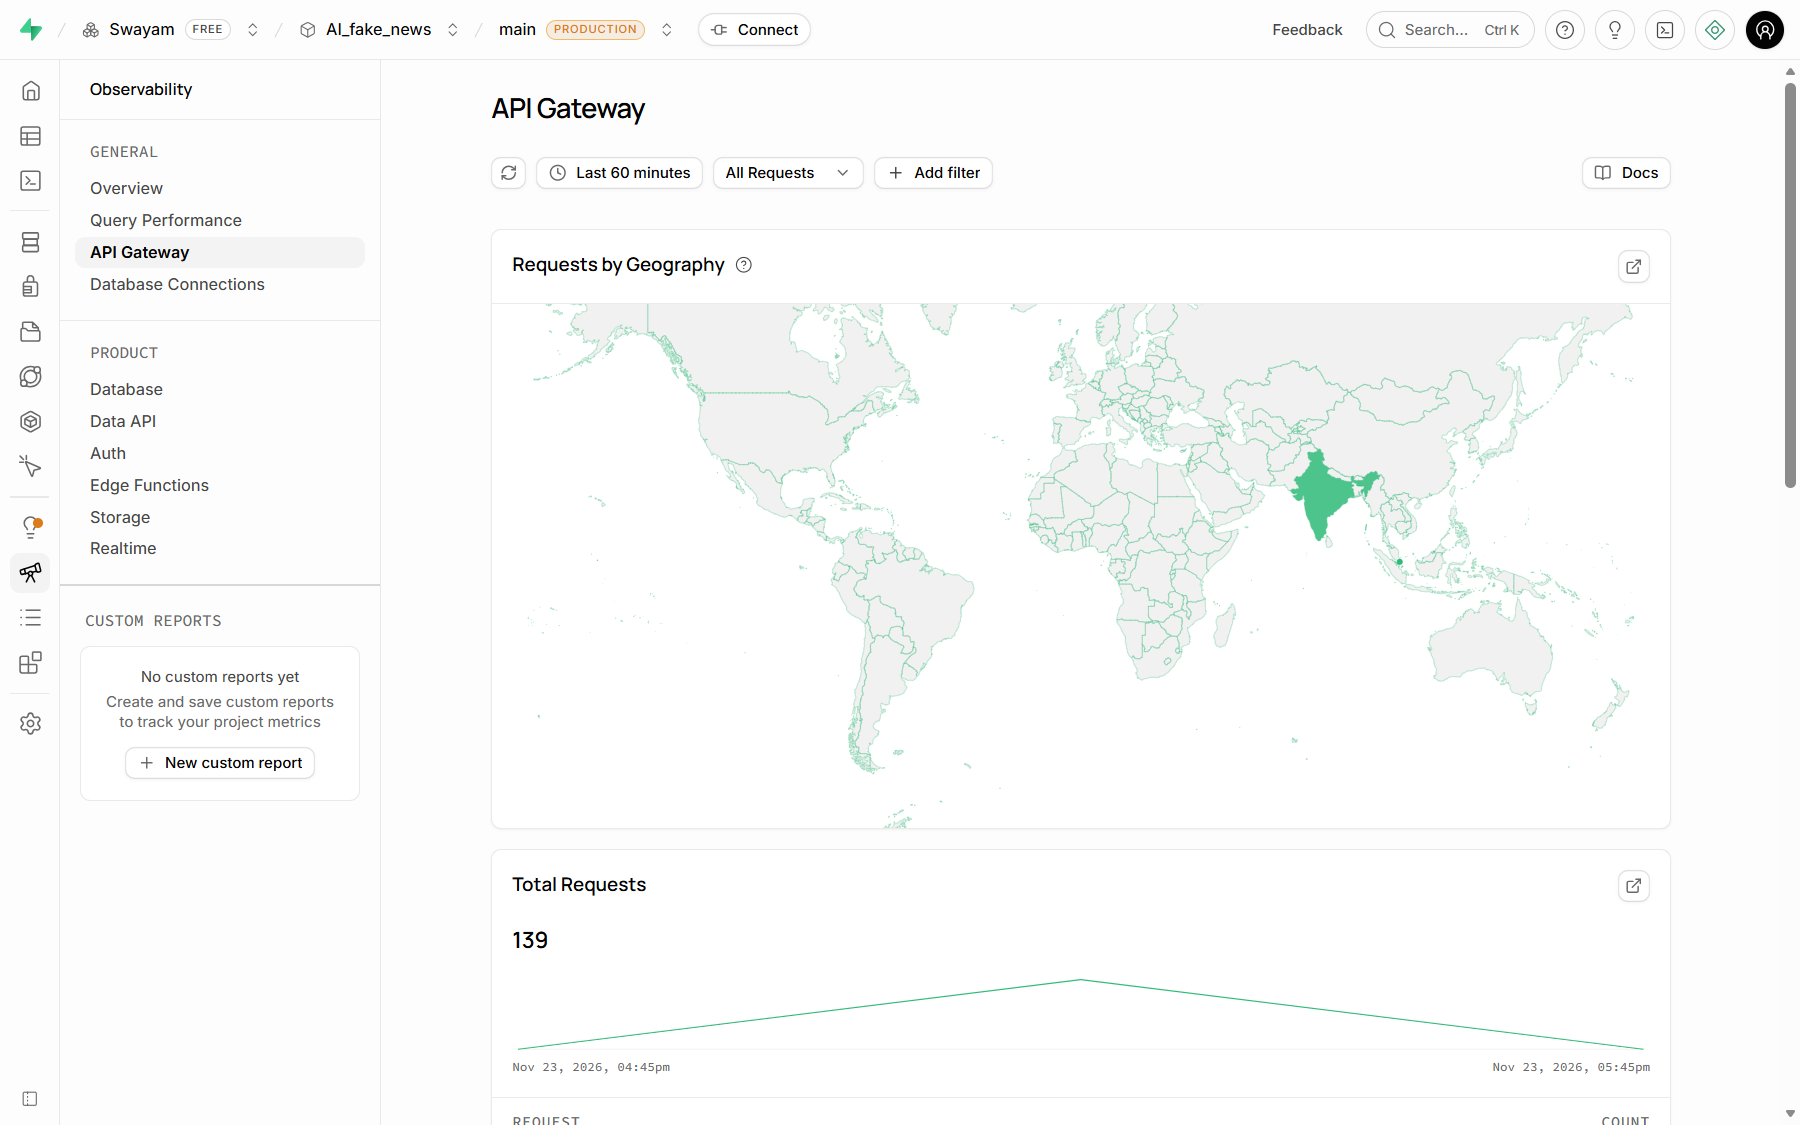 Swayam FREE
AI_fake_news
main PRODUCTION
Connect
Feedback
Search... Ctrl K
Observability
GENERAL
Overview
Query Performance
API Gateway
Database Connections
PRODUCT
Database
Data API
Auth
Edge Functions
Storage
Realtime
CUSTOM REPORTS
No custom reports yet
Create and save custom reports
to track your project metrics
New custom report
API Gateway
Last 60 minutes
All Requests
Add filter
Docs
Requests by Geography
Total Requests
139
Nov 23, 2026, 04:45pm
Nov 23, 2026, 05:45pm
REQUEST
COUNT